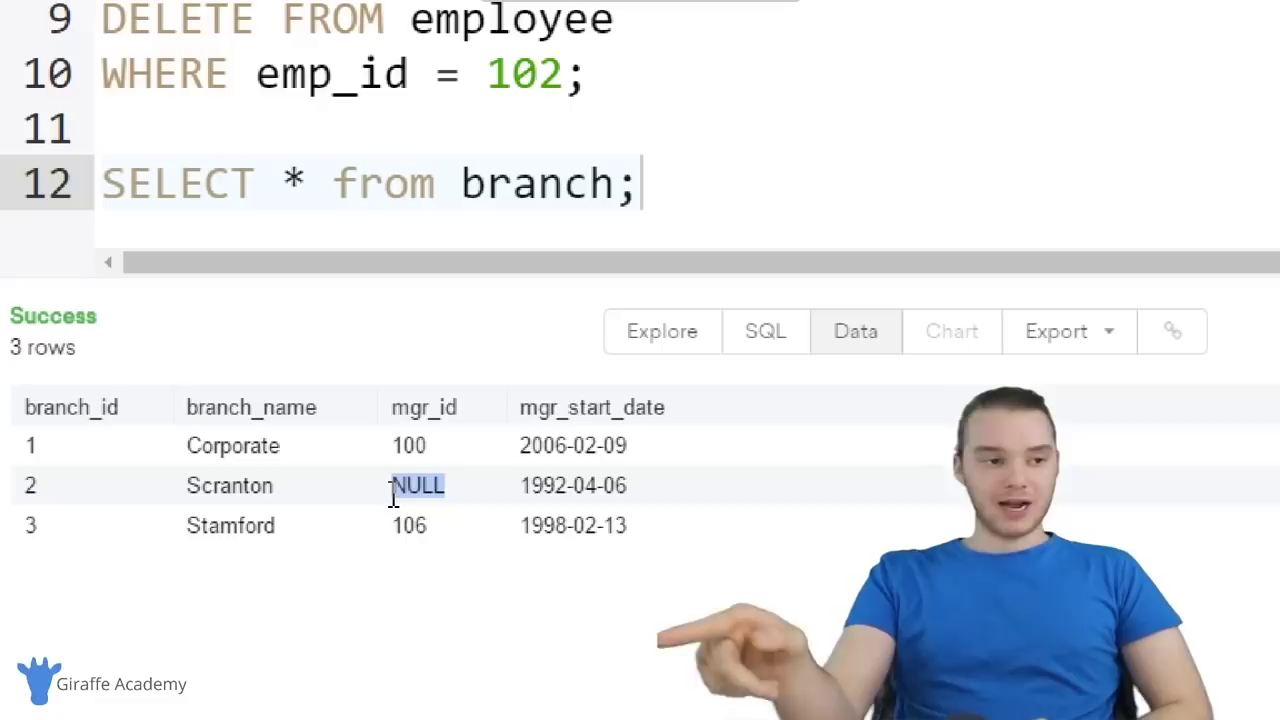 9 DELETE FROM employee
10 WHERE emp_id = 102;
11
12 SELECT * from branch;
Success
3 rows
Explore SQL Data Chart Export
branch_id branch_name mgr_id mgr_start_date
1 Corporate 100 2006-02-09
2 Scranton NULL 1992-04-06
3 Stamford 106 1998-02-13
Giraffe Academy